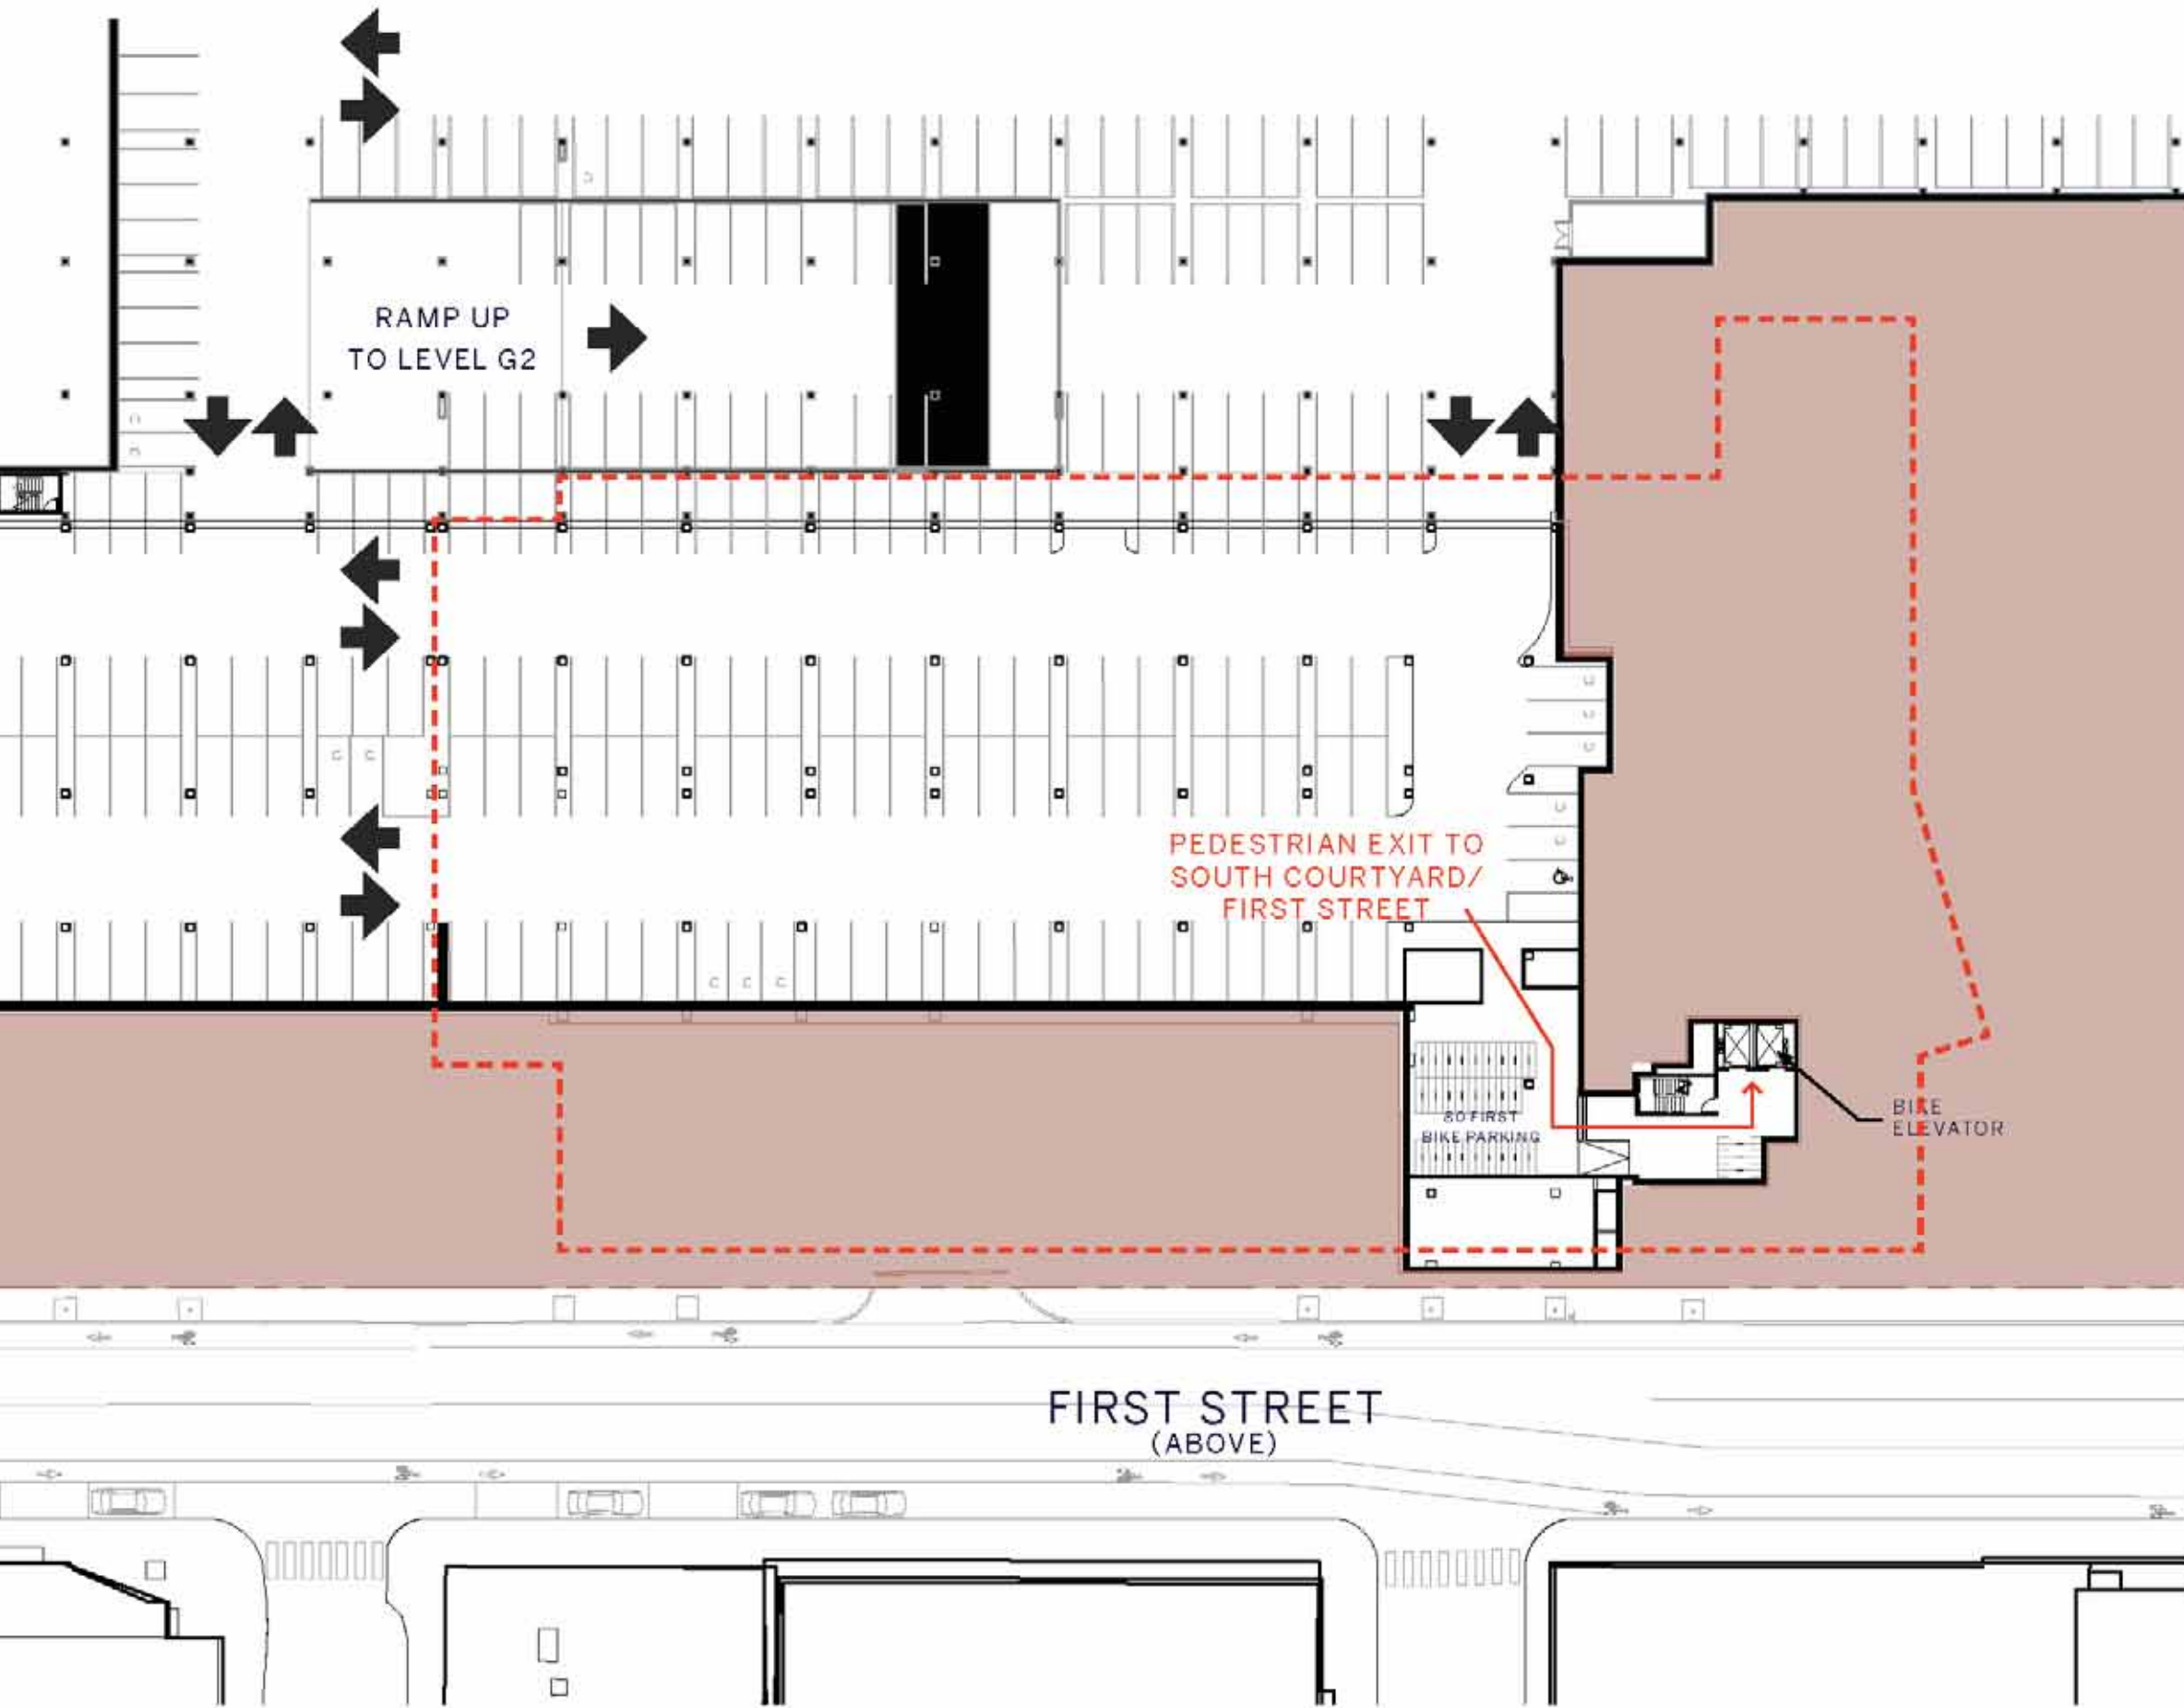 RAMP UP
TO LEVEL G2
PEDESTRIAN EXIT TO
SOUTH COURTYARD/
FIRST STREET
80 FIRST
BIKE PARKING
BIKE
ELEVATOR
FIRST STREET
(ABOVE)